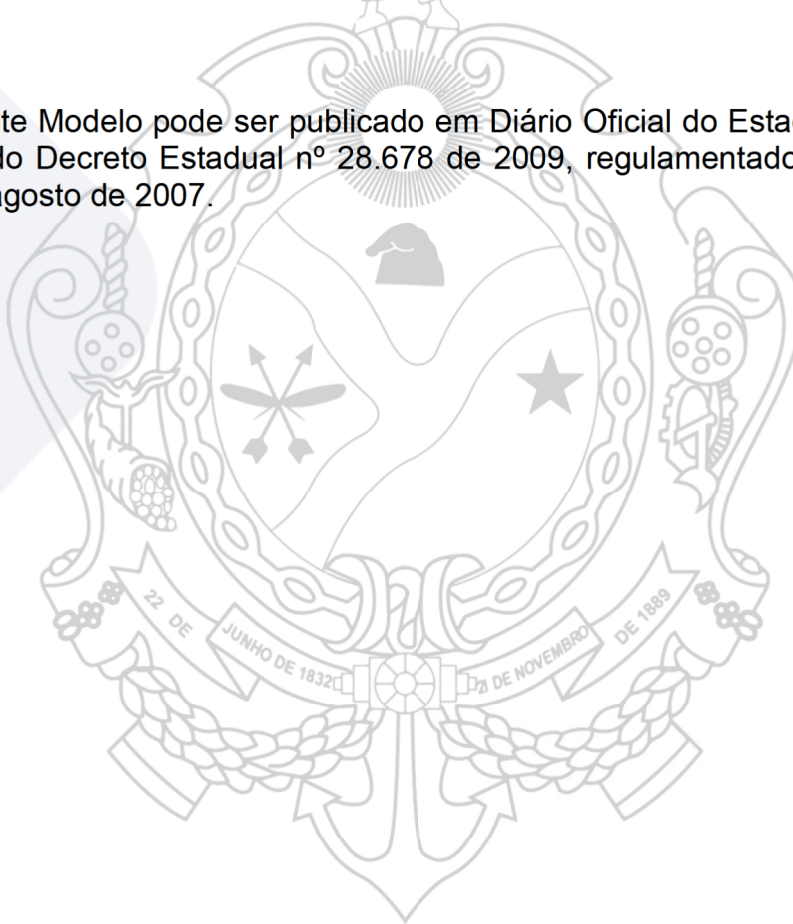 te Modelo pode ser publicado em Diário Oficial do Esta
do Decreto Estadual nº 28.678 de 2009, regulamentado
agosto de 2007.
22 DE JUNHO DE 1832
21 DE NOVEMBRO DE 1889